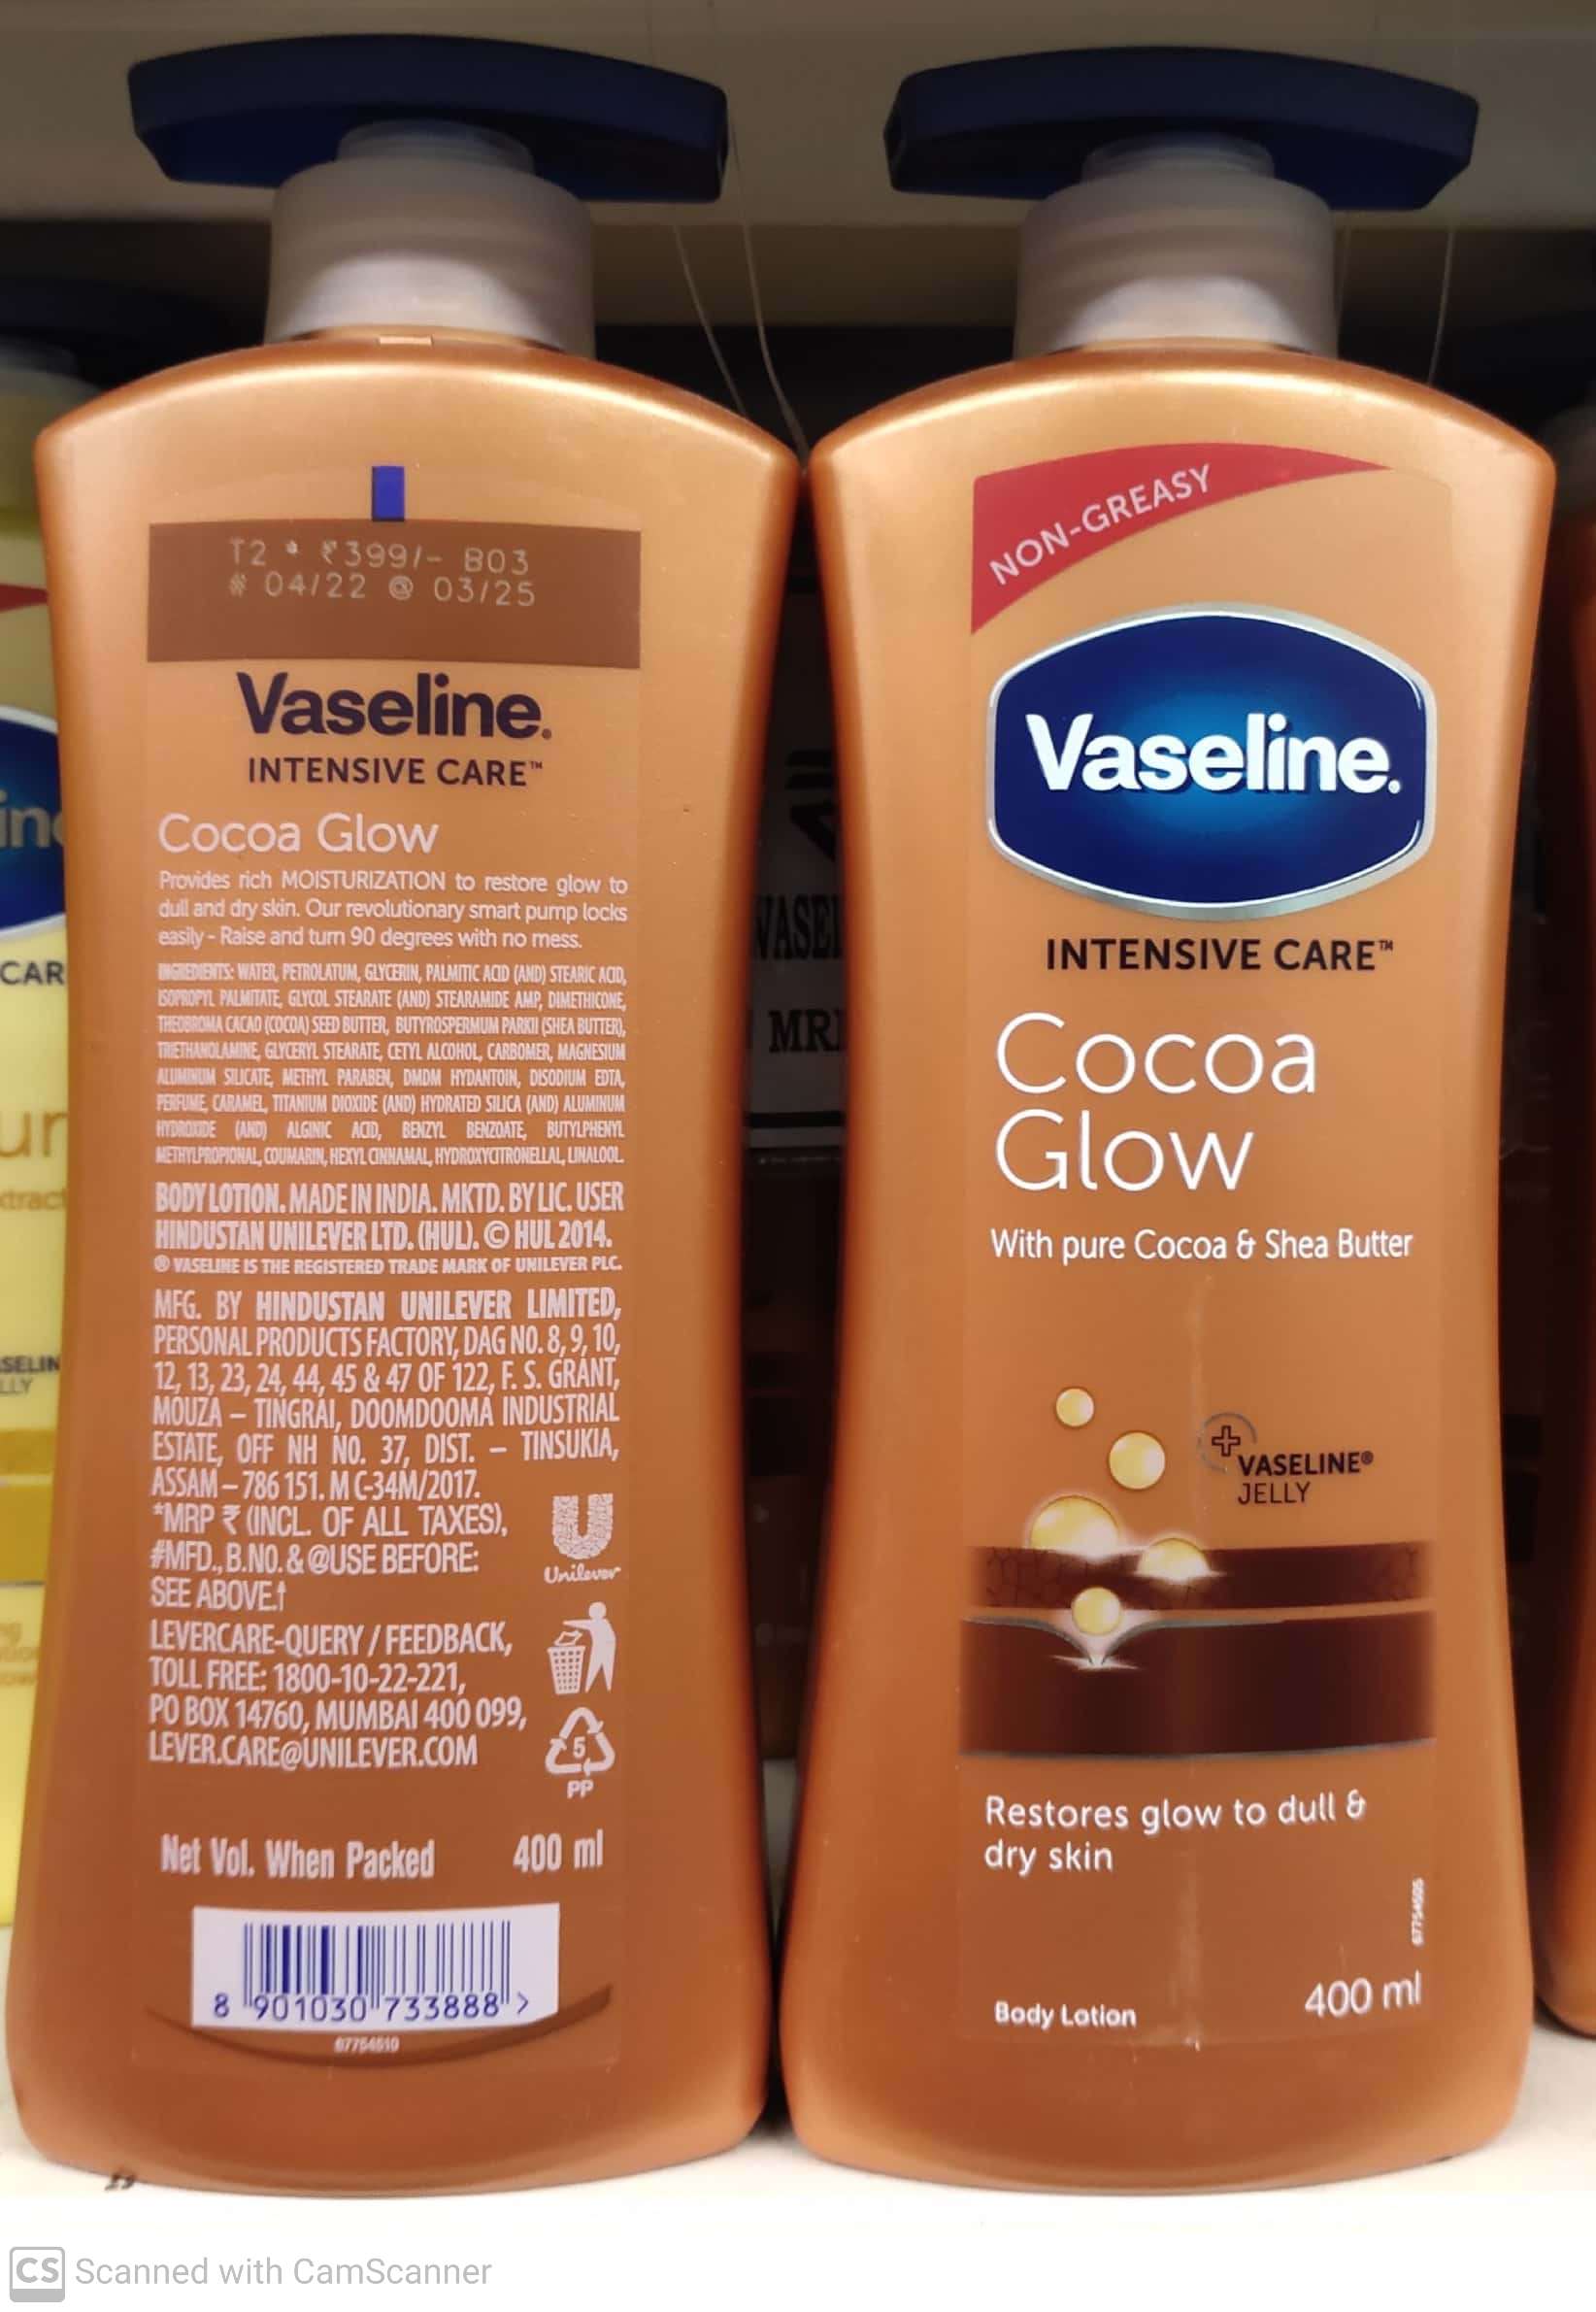 T2 * ₹399/- B03
# 04/22 @ 03/25
Vaseline.
INTENSIVE CARE™
Cocoa Glow
Provides rich MOISTURIZATION to restore glow to
dull and dry skin. Our revolutionary smart pump locks
easily - Raise and turn 90 degrees with no mess.
INGREDIENTS: WATER, PETROLATUM, GLYCERIN, PALMITIC ACID (AND) STEARIC ACID,
ISOPROPYL PALMITATE, GLYCOL STEARATE (AND) STEARAMIDE AMP, DIMETHICONE,
THEOBROMA CACAO (COCOA) SEED BUTTER, BUTYROSPERMUM PARKII (SHEA BUTTER),
TRIETHANOLAMINE, GLYCERYL STEARATE, CETYL ALCOHOL, CARBOMER, MAGNESIUM
ALUMINUM SILICATE, METHYL PARABEN, DMDM HYDANTOIN, DISODIUM EDTA,
PERFUME, CARAMEL, TITANIUM DIOXIDE (AND) HYDRATED SILICA (AND) ALUMINUM
HYDROXIDE (AND) ALGINIC ACID, BENZYL BENZOATE, BUTYLPHENYL
METHYLPROPIONAL, COUMARIN, HEXYL CINNAMAL, HYDROXYCITRONELLAL, LINALOOL.
BODY LOTION. MADE IN INDIA. MKTD. BY LIC. USER
HINDUSTAN UNILEVER LTD. (HUL). © HUL 2014.
® VASELINE IS THE REGISTERED TRADE MARK OF UNILEVER PLC.
MFG. BY HINDUSTAN UNILEVER LIMITED,
PERSONAL PRODUCTS FACTORY, DAG NO. 8, 9, 10,
12, 13, 23, 24, 44, 45 & 47 OF 122, F. S. GRANT,
MOUZA – TINGRAI, DOOMDOOMA INDUSTRIAL
ESTATE, OFF NH NO. 37, DIST. – TINSUKIA,
ASSAM – 786 151. M C-34M/2017.
*MRP ₹ (INCL. OF ALL TAXES),
#MFD., B.NO. & @USE BEFORE:
SEE ABOVE.↑
Unilever
LEVERCARE-QUERY / FEEDBACK,
TOLL FREE: 1800-10-22-221,
PO BOX 14760, MUMBAI 400 099,
LEVER.CARE@UNILEVER.COM
5
PP
Net Vol. When Packed 400 ml
8 901030 733888 >
67754610
NON-GREASY
Vaseline.
INTENSIVE CARE™
Cocoa
Glow
With pure Cocoa & Shea Butter
VASELINE®
JELLY
Restores glow to dull &
dry skin
Body Lotion
400 ml
CAR
MR
CS Scanned with CamScanner